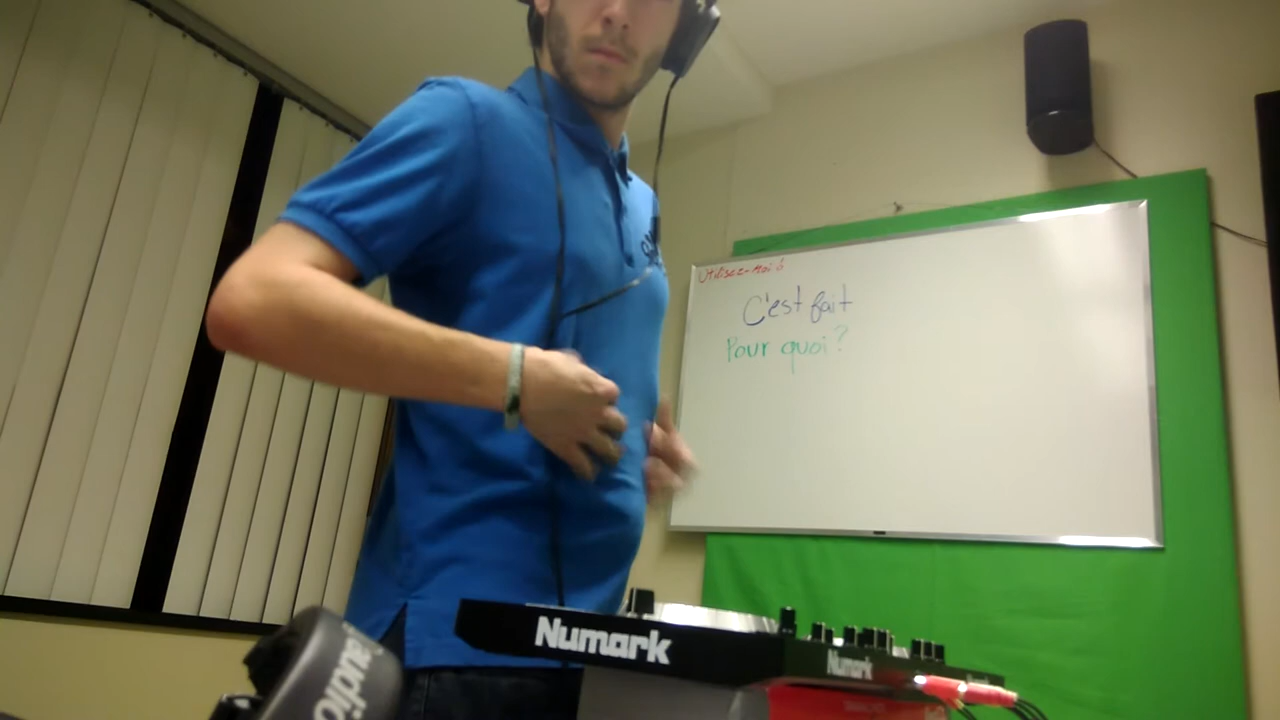 Utilisez-moi !
C'est fait
Pour quoi?
Numark
Numark
audio